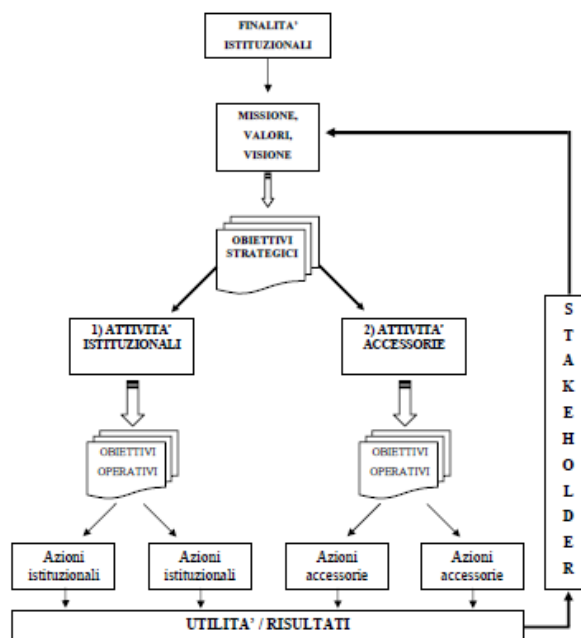 FINALITA'
ISTITUZIONALI
MISSIONE,
VALORI,
VISIONE
OBIETTIVI
STRATEGICI
1) ATTIVITA'
ISTITUZIONALI
2) ATTIVITA'
ACCESSORIE
OBIETTIVI
OPERATIVI
OBIETTIVI
OPERATIVI
Azioni
istituzionali
Azioni
istituzionali
Azioni
accessorie
Azioni
accessorie
UTILITA' / RISULTATI
S
T
A
K
E
H
O
L
D
E
R